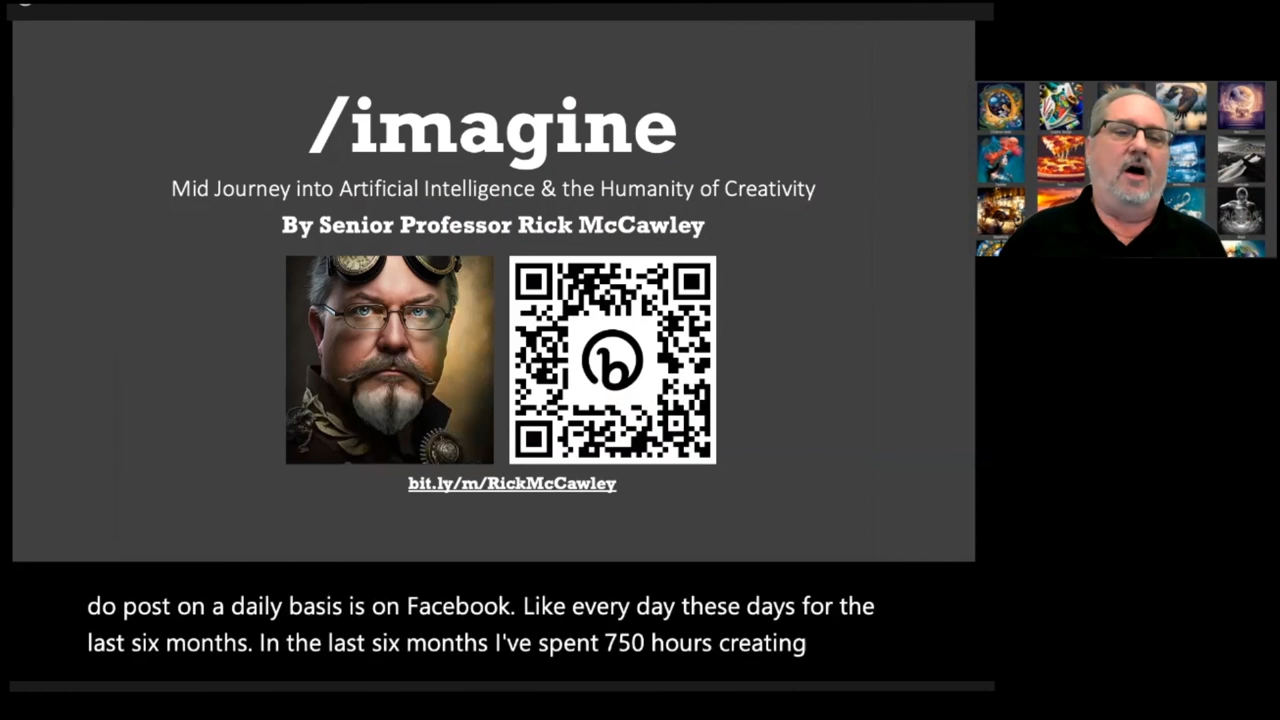 /imagine
Mid Journey into Artificial Intelligence & the Humanity of Creativity
By Senior Professor Rick McCawley
bit.ly/m/RickMcCawley
do post on a daily basis is on Facebook. Like every day these days for the
last six months. In the last six months I've spent 750 hours creating